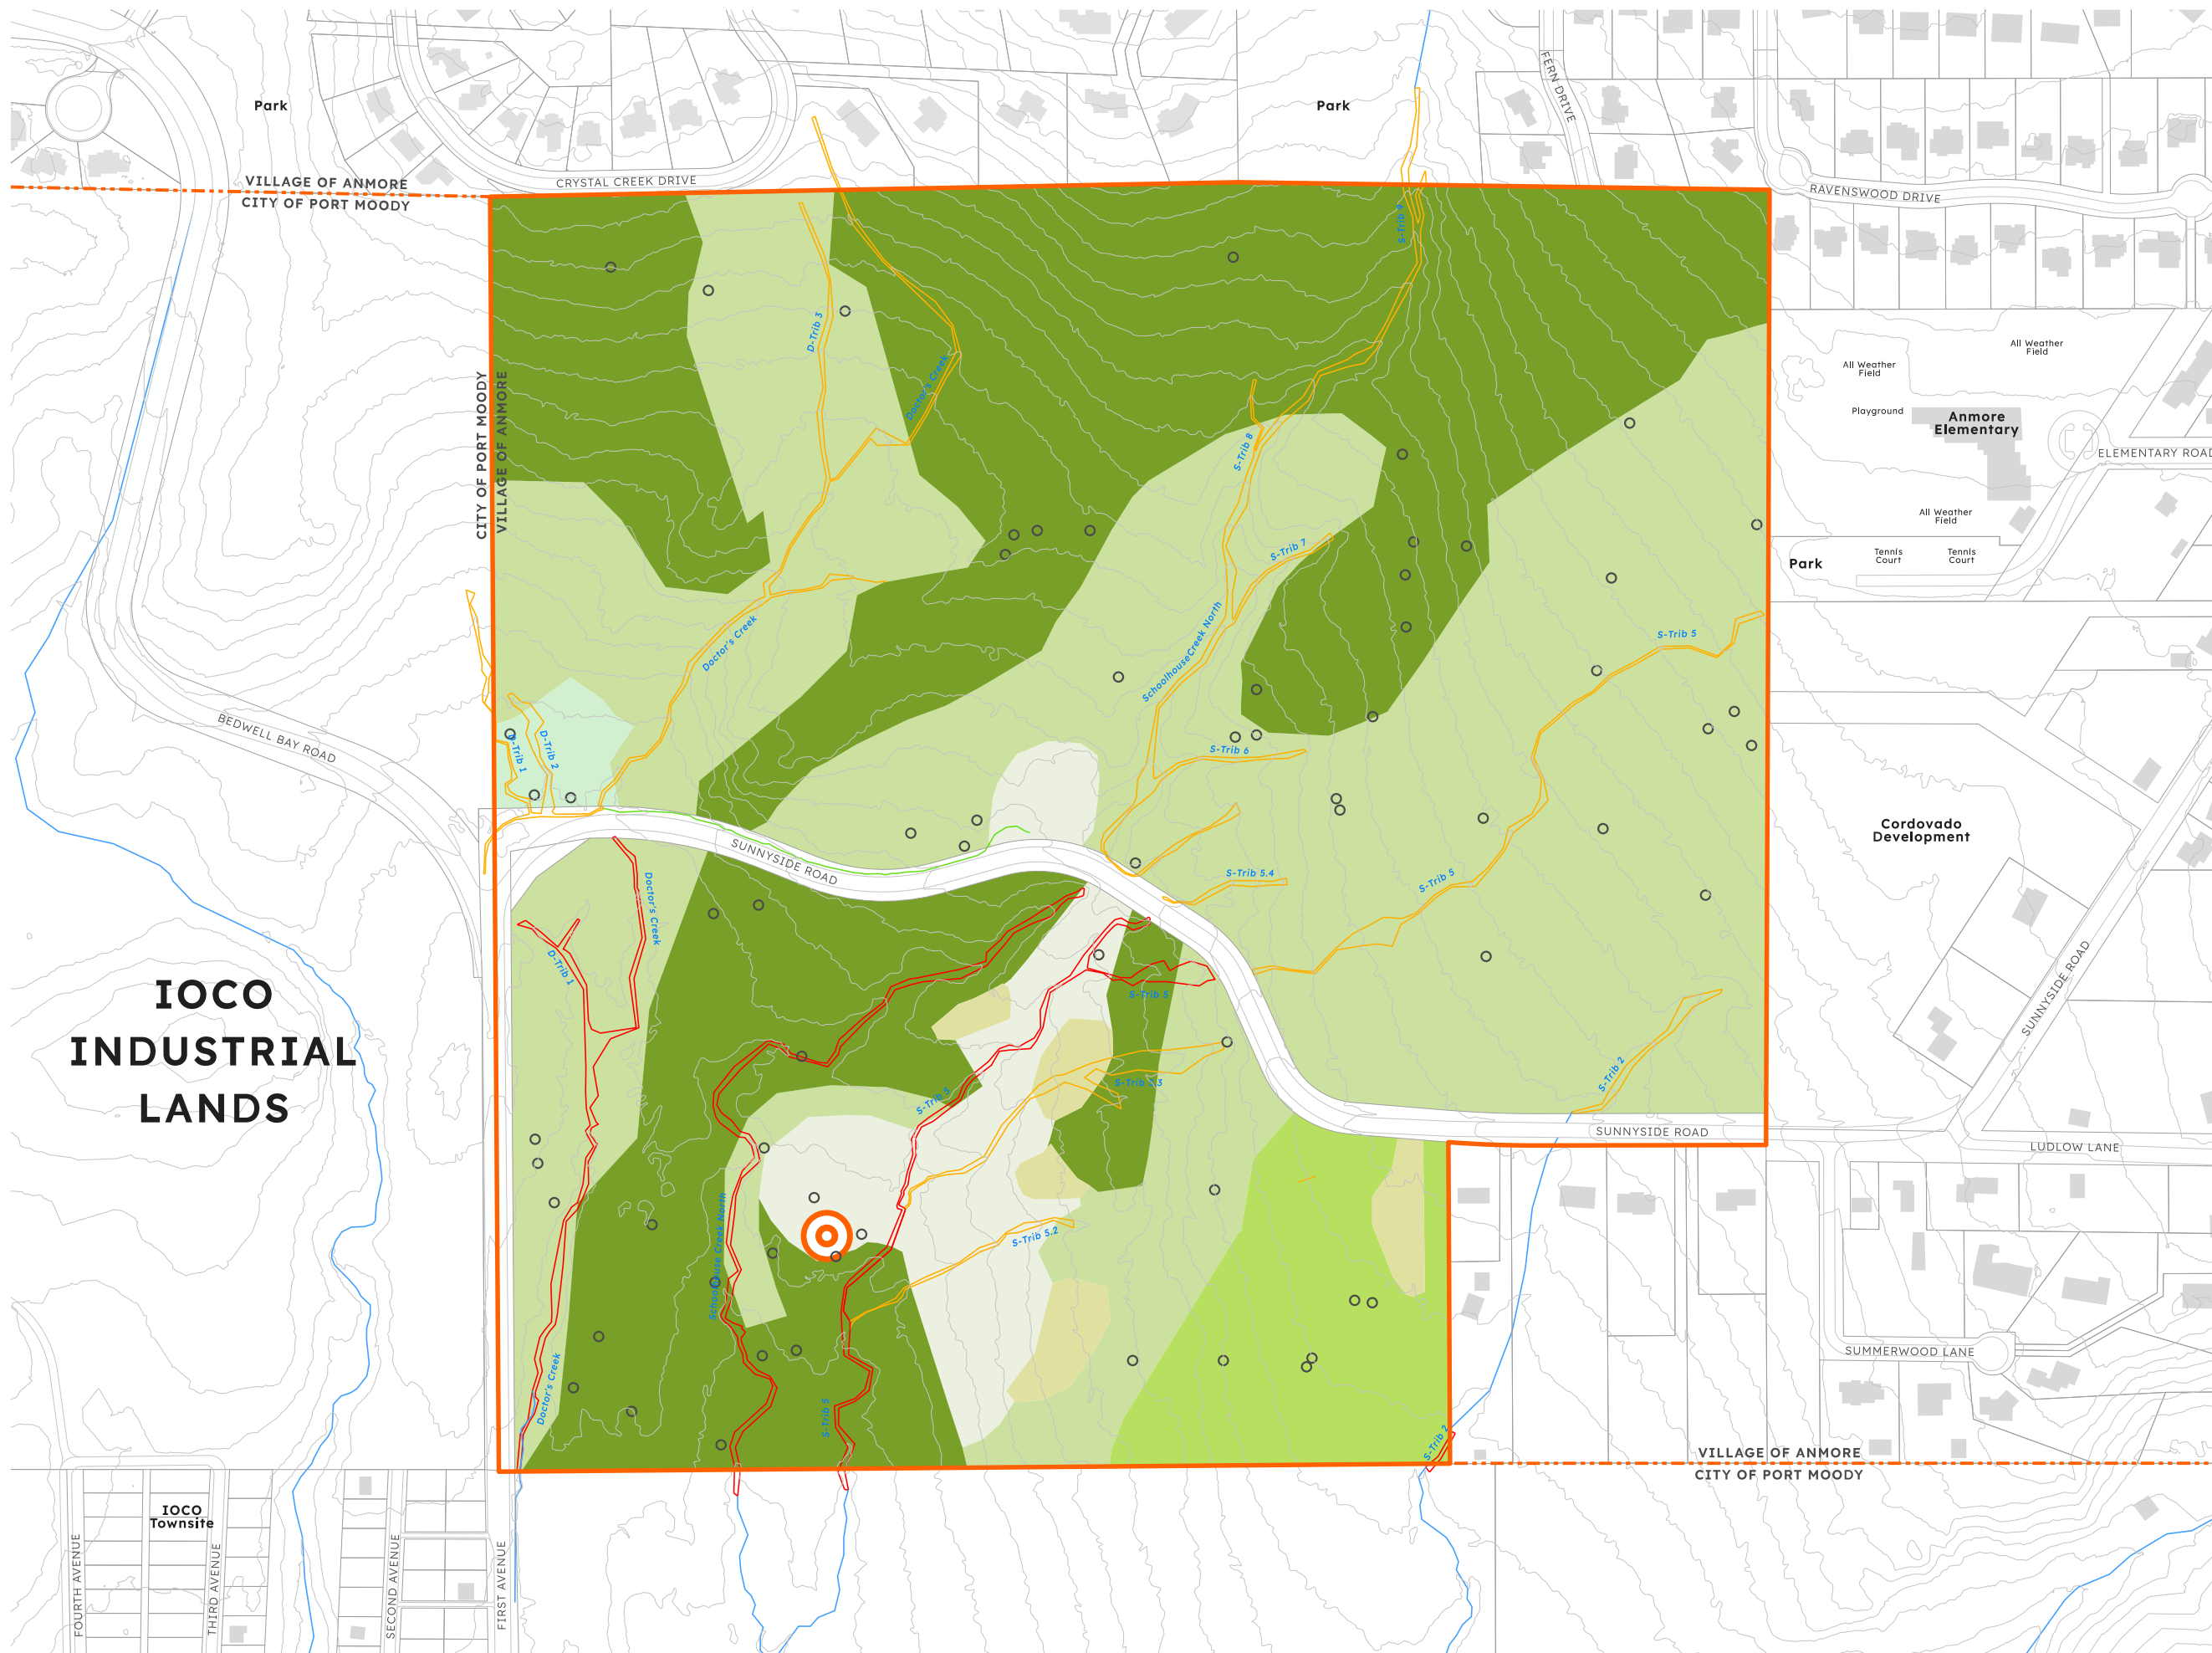 Park
Park
FERN DRIVE
CRYSTAL CREEK DRIVE
VILLAGE OF ANMORE
CITY OF PORT MOODY
RAVENSWOOD DRIVE
S-Trib 4
D-Trib 3
Doctor's Creek
All Weather
Field
All Weather
Field
Playground
Anmore
Elementary
ELEMENTARY ROAD
CITY OF PORT MOODY
VILLAGE OF ANMORE
S-Trib 8
All Weather
Field
S-Trib 7
Tennis
Court
Tennis
Court
Park
Doctor's Creek
SchoolhouseCreek North
S-Trib 5
BEDWELL BAY ROAD
D-Trib 1
D-Trib 2
S-Trib 6
Cordovado
Development
SUNNYSIDE ROAD
S-Trib 5.4
S-Trib 5
Doctor's Creek
D-Trib 1
S-Trib 5
SUNNYSIDE ROAD
IOCO
INDUSTRIAL
LANDS
S-Trib 5
S-Trib 2
SUNNYSIDE ROAD
LUDLOW LANE
Schoolhouse Creek North
S-Trib 5.2
SUMMERWOOD LANE
Doctor's Creek
S-Trib 5
S-Trib 2
VILLAGE OF ANMORE
CITY OF PORT MOODY
IOCO
Townsite
FOURTH AVENUE
THIRD AVENUE
SECOND AVENUE
FIRST AVENUE